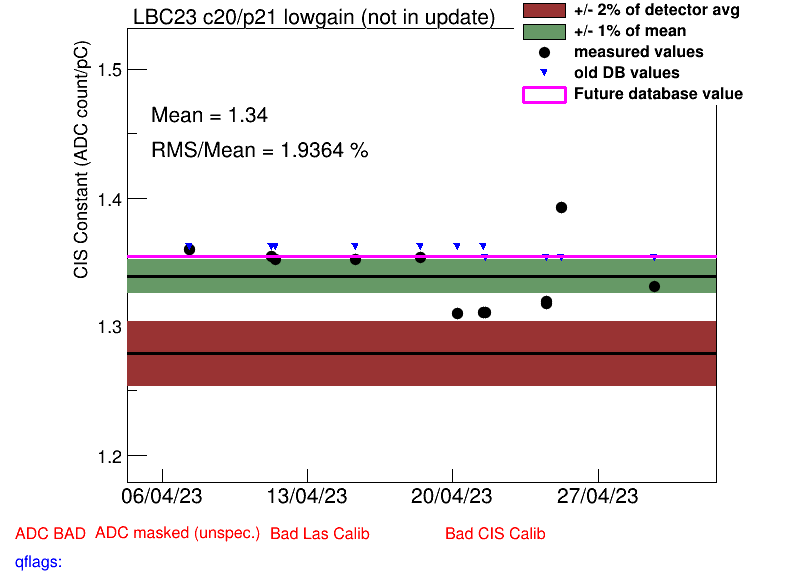 LBC23 c20/p21 lowgain (not in update)
+/- 2% of detector avg
+/- 1% of mean
measured values
old DB values
Future database value
CIS Constant (ADC count/pC)
Mean = 1.34
RMS/Mean = 1.9364 %
1.5
1.4
1.3
1.2
06/04/23 13/04/23 20/04/23 27/04/23
ADC BAD ADC masked (unspec.) Bad Las Calib Bad CIS Calib
qflags: